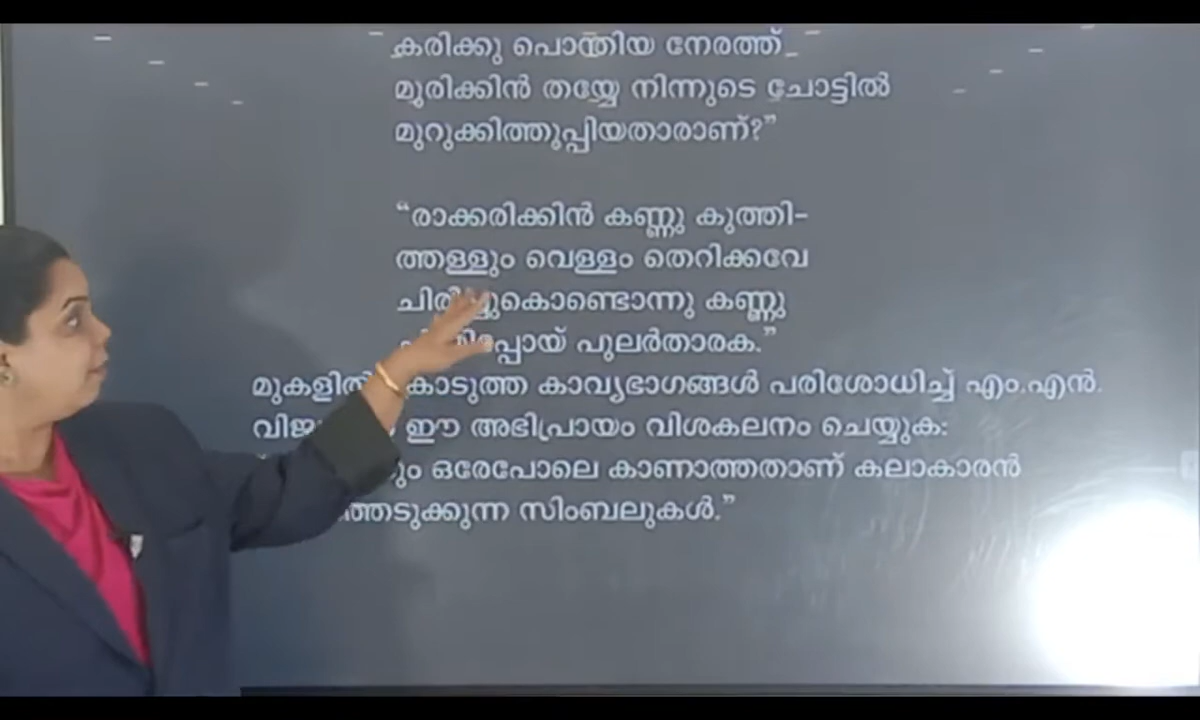 കരിക്കു പൊന്തിയ നേരത്ത്
മുരിക്കിൻ തയ്യേ നിന്നുടെ ചോട്ടിൽ
മുറുക്കിത്തുപ്പിയതാരാണ്?”
“രാക്കരിക്കിൻ കണ്ണു കുത്തി-
ത്തള്ളും വെള്ളം തെറിക്കവേ
കണ്ണു
പുലർതാരക.”
കാവ്യഭാഗങ്ങൾ പരിശോധിച്ച് എം.എൻ.
ഈ അഭിപ്രായം വിശകലനം ചെയ്യുക:
ഒരേപോലെ കാണാത്തതാണ് കലാകാരൻ
സിംബലുകൾ.”